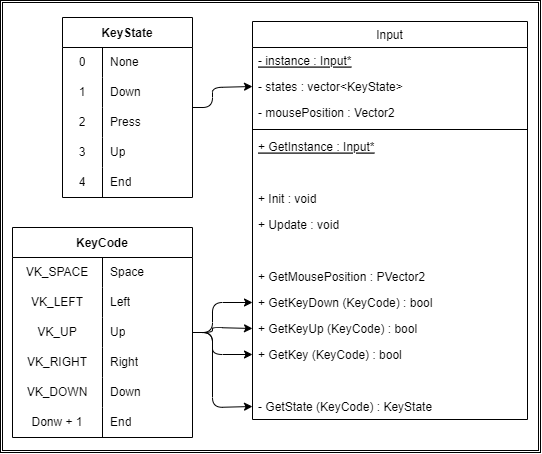 KeyState
0 None
1 Down
2 Press
3 Up
4 End
KeyCode
VK_SPACE Space
VK_LEFT Left
VK_UP Up
VK_RIGHT Right
VK_DOWN Down
Donw + 1 End
Input
- instance : Input*
- states : vector<KeyState>
- mousePosition : Vector2
+ GetInstance : Input*
+ Init : void
+ Update : void
+ GetMousePosition : PVector2
+ GetKeyDown (KeyCode) : bool
+ GetKeyUp (KeyCode) : bool
+ GetKey (KeyCode) : bool
- GetState (KeyCode) : KeyState